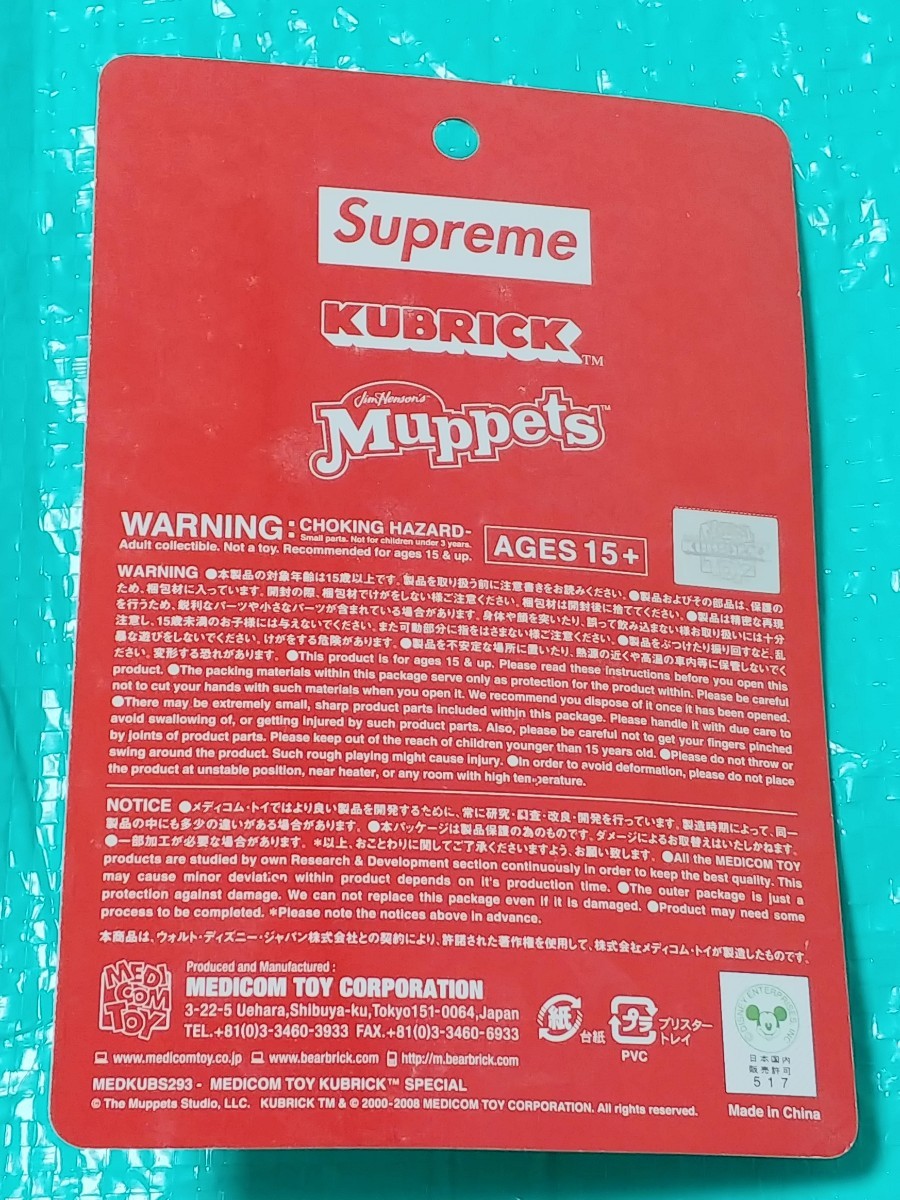 Supreme
KUBRICK TM
Jim Henson's
Muppets TM
WARNING: CHOKING HAZARD-
Small parts. Not for children under 3 years.
Adult collectible. Not a toy. Recommended for ages 15 & up.
AGES 15+
WARNING ●本製品の対象年齢は15歳以上です。製品を取り扱う前に注意書きをお読みください。●製品およびその部品は、保護の
ため、梱包材に入っています。開封の際、梱包材でけがをしない様ご注意ください。梱包材は開封後に捨ててください。●製品は精密な再現
を行うため、鋭利なパーツや小さなパーツが含まれている場合があります。身体や顔を突いたり、誤って飲み込まない様お取り扱いには十分
注意し、15歳未満のお子様には与えないでください。また可動部分に指をはさまない様ご注意ください。●製品をぶつけたり振り回すなど、乱
暴な遊びをしないでください。けがをする危険があります。●製品を不安定な場所に置いたり、熱源の近くや高温の車内等に保管しないでく
ださい。変形する恐れがあります。●This product is for ages 15 & up. Please read these instructions before you open this
product. ●The packing materials within this package serve only as protection for the product within. Please be careful
not to cut your hands with such materials when you open it. We recommend you dispose of it once it has been opened.
●There may be extremely small, sharp product parts included within this package. Please handle it with due care to
avoid swallowing of, or getting injured by such product parts. Also, please be careful not to get your fingers pinched
by joints of product parts. Please keep out of the reach of children younger than 15 years old. ●Please do not throw or
swing around the product. Such rough playing might cause injury. ●In order to avoid deformation, please do not place
the product at unstable position, near heater, or any room with high temperature.
NOTICE ●メディコム・トイではより良い製品を開発するために、常に研究・調査・改良・開発を行っています。製造時期によって、同一
製品の中にも多少の違いがある場合があります。●本パッケージは製品保護の為のものです。ダメージによるお取替えはいたしかねます。
●一部加工が必要な場合があります。*以上、おことわりに関してご了承くださいますよう、お願い致します。●All the MEDICOM TOY
products are studied by own Research & Development section continuously in order to keep the best quality. This
may cause minor deviation within product depends on it's production time. ●The outer package is just a
protection against damage. We can not replace this package even if it is damaged. ●Product may need some
process to be completed. *Please note the notices above in advance.
本商品は、ウォルト・ディズニー・ジャパン株式会社との契約により、許諾された著作権を使用して、株式会社メディコム・トイが製造したものです。
MEDICOM TOY
Produced and Manufactured :
MEDICOM TOY CORPORATION
3-22-5 Uehara,Shibuya-ku,Tokyo151-0064,Japan
TEL.+81(0)3-3460-3933 FAX.+81(0)3-3460-6933
紙 台紙
プラ ブリスター
トレイ
PVC
©DISNEY ENTERPRISES INC
日本国内
販売許可
517
www.medicomtoy.co.jp www.bearbrick.com http://m.bearbrick.com
MEDKUBS293 - MEDICOM TOY KUBRICK™ SPECIAL
© The Muppets Studio, LLC. KUBRICK TM & © 2000-2008 MEDICOM TOY CORPORATION. All rights reserved.
Made in China